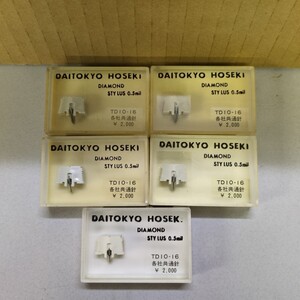 DAITOKYO HOSEKI
DIAMOND
STYLUS 0.5mil
TD10-16
各社共通針
¥ 2,000
DAITOKYO HOSEKI
DIAMOND
STYLUS 0.5mil
TD10-16
各社共通針
¥ 2,000
DAITOKYO HOSEKI
DIAMOND
STYLUS 0.5mil
TD10-16
各社共通針
¥ 2,000
DAITOKYO HOSEKI
DIAMOND
STYLUS 0.5mil
TD10-16
各社共通針
¥ 2,000
DAITOKYO HOSEK.
DIAMOND
STYLUS 0.5mil
TD10-16
各社共通針
¥ 2,000